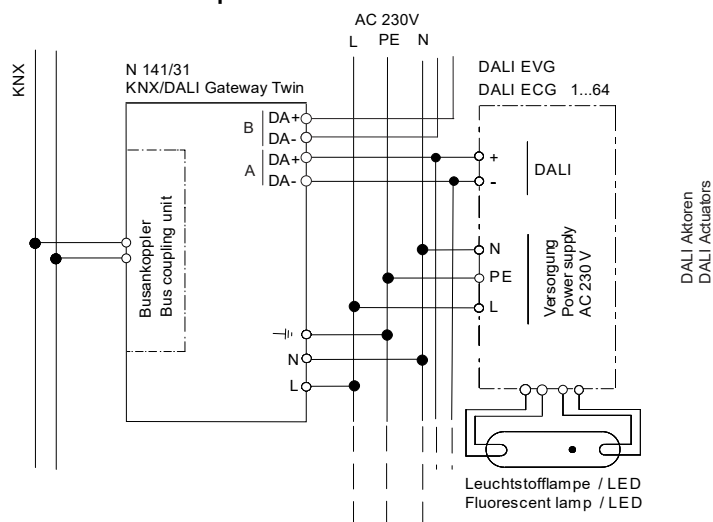 AC 230V
L PE N
KNX
N 141/31
KNX/DALI Gateway Twin
DALI EVG
DALI ECG 1...64
B
DA+
DA-
A
DA+
DA-
+
-
DALI
Busankoppler
Bus coupling unit
N
PE
L
Versorgung
Power supply
AC 230 V
N
L
DALI Aktoren
DALI Actuators
Leuchtstofflampe / LED
Fluorescent lamp / LED